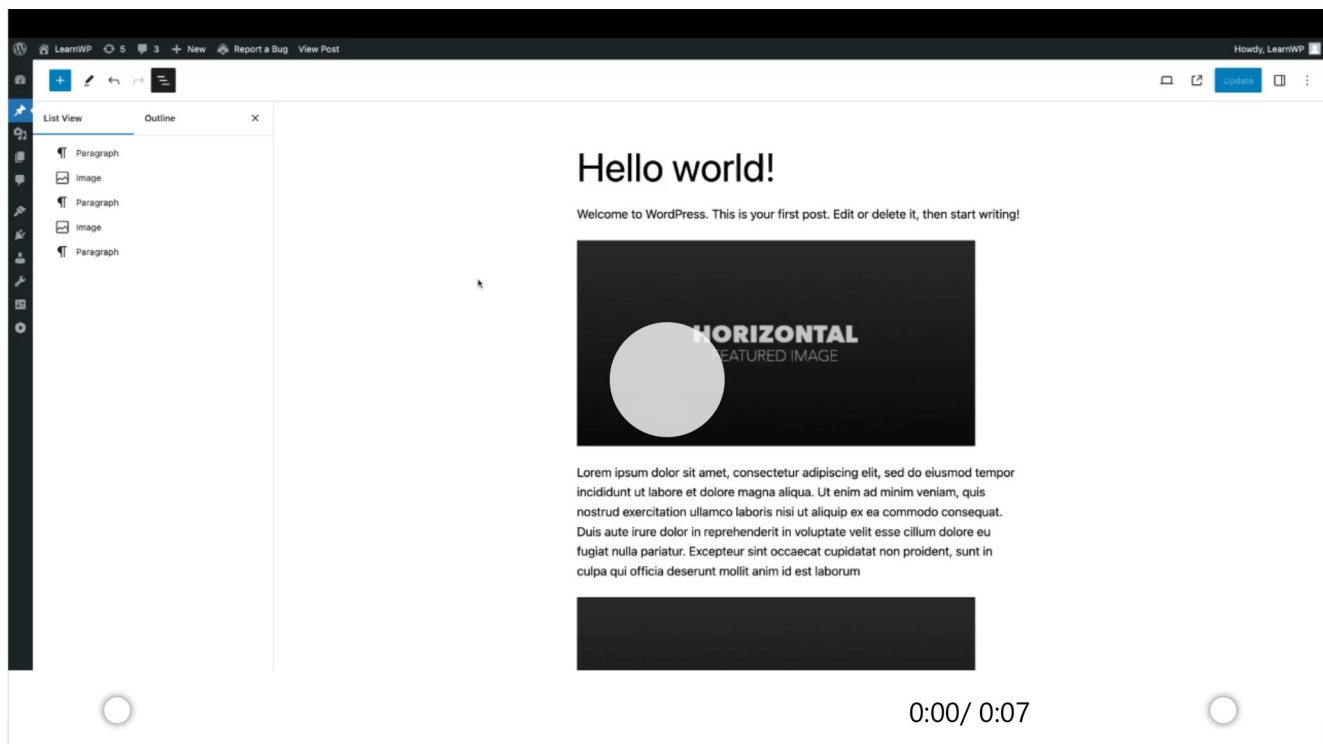 LearnWP 5 3 New Report a Bug View Post Howdy, LearnWP
Update
List View Outline
Paragraph
Image
Paragraph
Image
Paragraph
Hello world!
Welcome to WordPress. This is your first post. Edit or delete it, then start writing!
HORIZONTAL
FEATURED IMAGE
Lorem ipsum dolor sit amet, consectetur adipiscing elit, sed do eiusmod tempor
incididunt ut labore et dolore magna aliqua. Ut enim ad minim veniam, quis
nostrud exercitation ullamco laboris nisi ut aliquip ex ea commodo consequat.
Duis aute irure dolor in reprehenderit in voluptate velit esse cillum dolore eu
fugiat nulla pariatur. Excepteur sint occaecat cupidatat non proident, sunt in
culpa qui officia deserunt mollit anim id est laborum
0:00/ 0:07